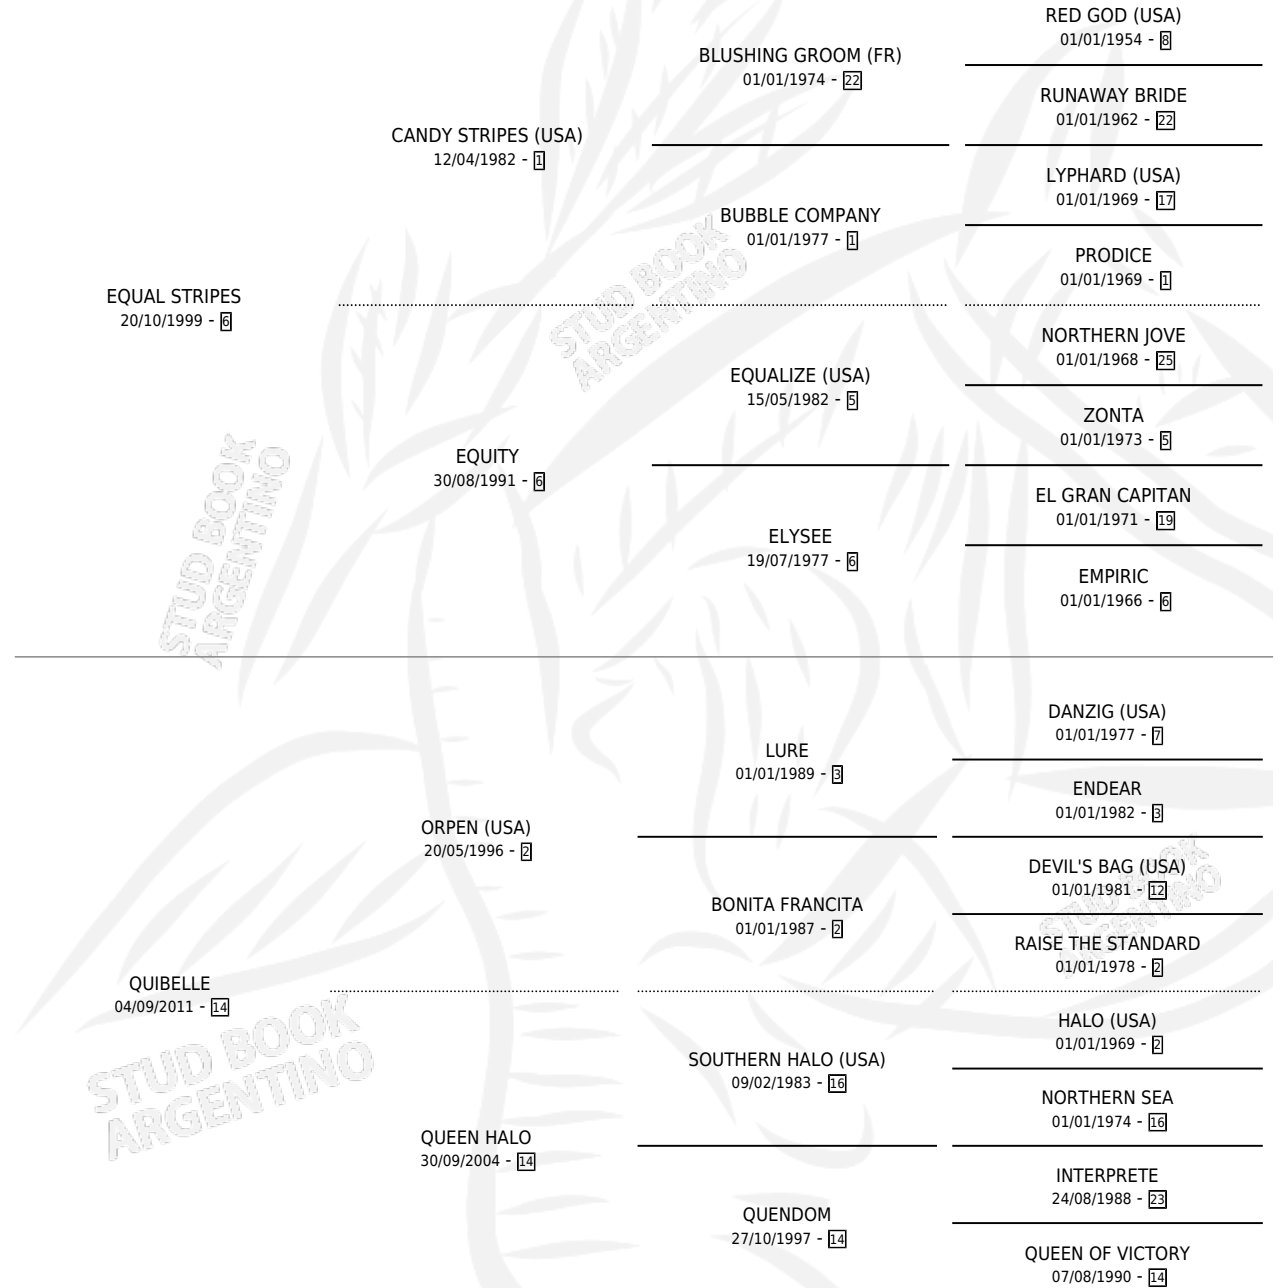 RED GOD (USA)
01/01/1954 - 8
BLUSHING GROOM (FR)
01/01/1974 - 22
RUNAWAY BRIDE
01/01/1962 - 22
CANDY STRIPES (USA)
12/04/1982 - 1
LYPHARD (USA)
01/01/1969 - 17
BUBBLE COMPANY
01/01/1977 - 1
PRODICE
01/01/1969 - 1
EQUAL STRIPES
20/10/1999 - 6
STUD BOOK
ARGENTINO
NORTHERN JOVE
01/01/1968 - 25
EQUALIZE (USA)
15/05/1982 - 5
ZONTA
01/01/1973 - 5
EQUITY
30/08/1991 - 6
STUD BOOK
ARGENTINO
EL GRAN CAPITAN
01/01/1971 - 19
ELYSEE
19/07/1977 - 6
EMPIRIC
01/01/1966 - 6
DANZIG (USA)
01/01/1977 - 7
LURE
01/01/1989 - 3
ENDEAR
01/01/1982 - 3
ORPEN (USA)
20/05/1996 - 2
DEVIL'S BAG (USA)
01/01/1981 - 12
STUD BOOK
ARGENTINO
BONITA FRANCITA
01/01/1987 - 2
RAISE THE STANDARD
01/01/1978 - 2
QUIBELLE
04/09/2011 - 14
STUD BOOK
ARGENTINO
HALO (USA)
01/01/1969 - 2
SOUTHERN HALO (USA)
09/02/1983 - 16
NORTHERN SEA
01/01/1974 - 16
QUEEN HALO
30/09/2004 - 14
INTERPRETE
24/08/1988 - 23
QUENDOM
27/10/1997 - 14
QUEEN OF VICTORY
07/08/1990 - 14